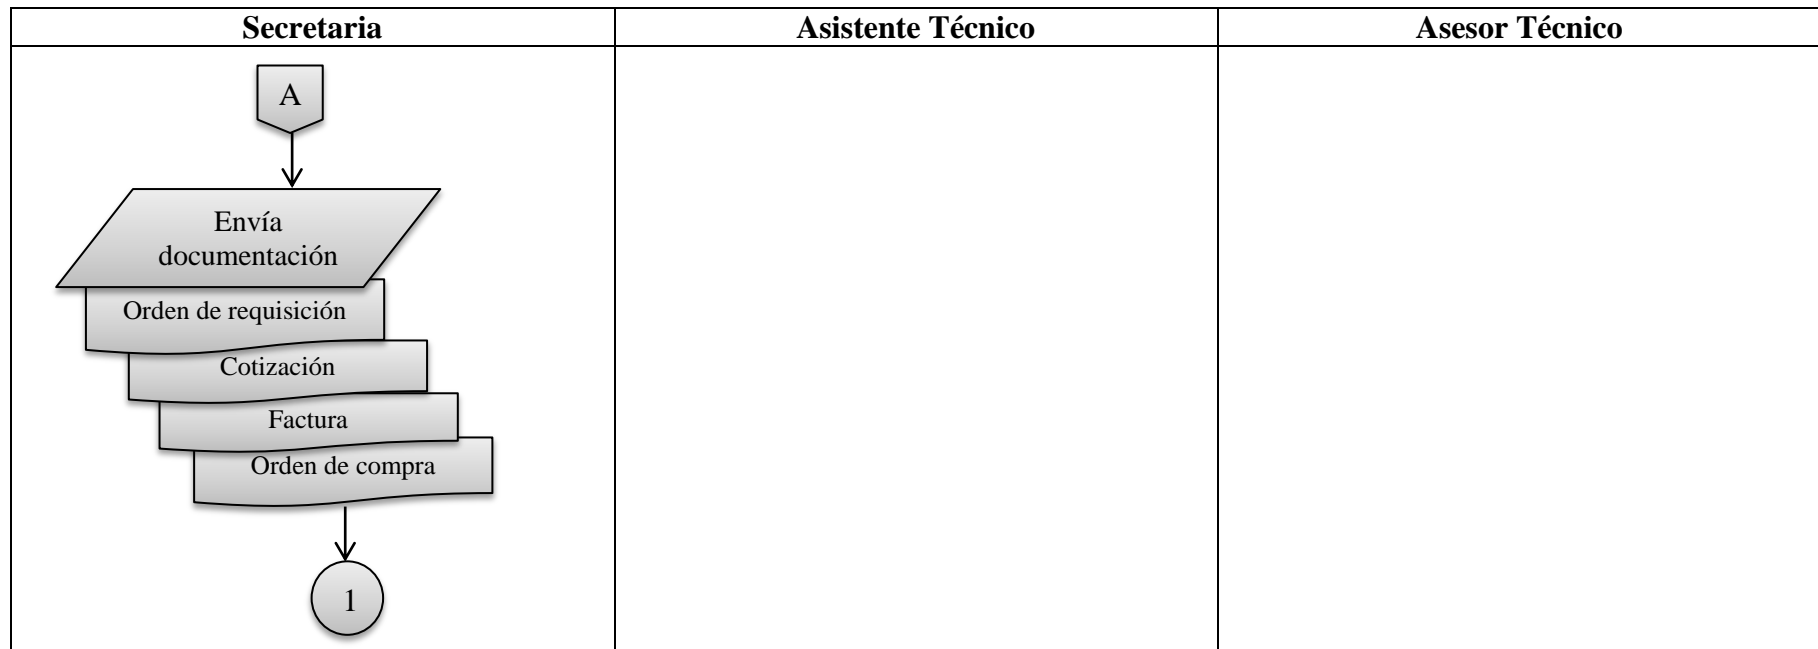 Secretaria
Asistente Técnico
Asesor Técnico
A
Envía
documentación
Orden de requisición
Cotización
Factura
Orden de compra
1